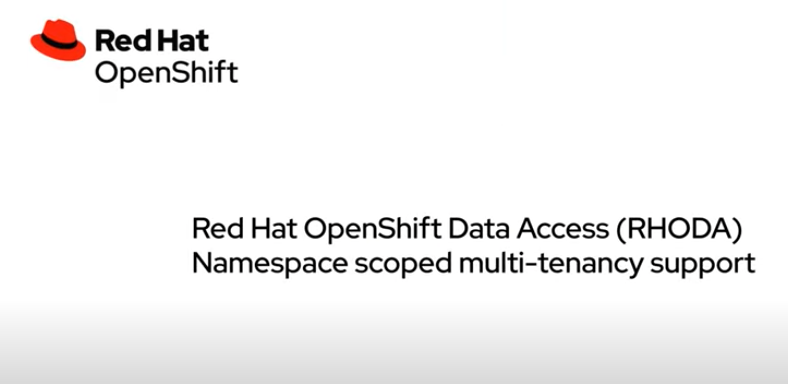 Red Hat
OpenShift
Red Hat OpenShift Data Access (RHODA)
Namespace scoped multi-tenancy support